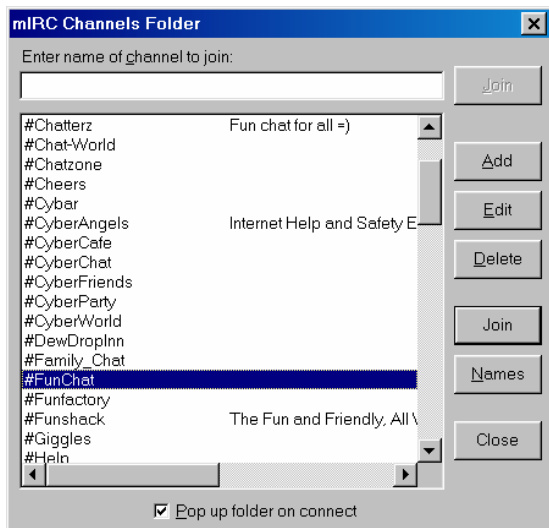 mIRC Channels Folder
Enter name of channel to join:
Join
#Chatterz Fun chat for all =)
#Chat-World
#Chatzone
#Cheers
#Cybar
#CyberAngels Internet Help and Safety E
#CyberCafe
#CyberChat
#CyberFriends
#CyberParty
#CyberWorld
#DewDropInn
#Family_Chat
#FunChat
#Funfactory
#Funshack The Fun and Friendly, All
#Giggles
#Help
Add
Edit
Delete
Join
Names
Close
Pop up folder on connect